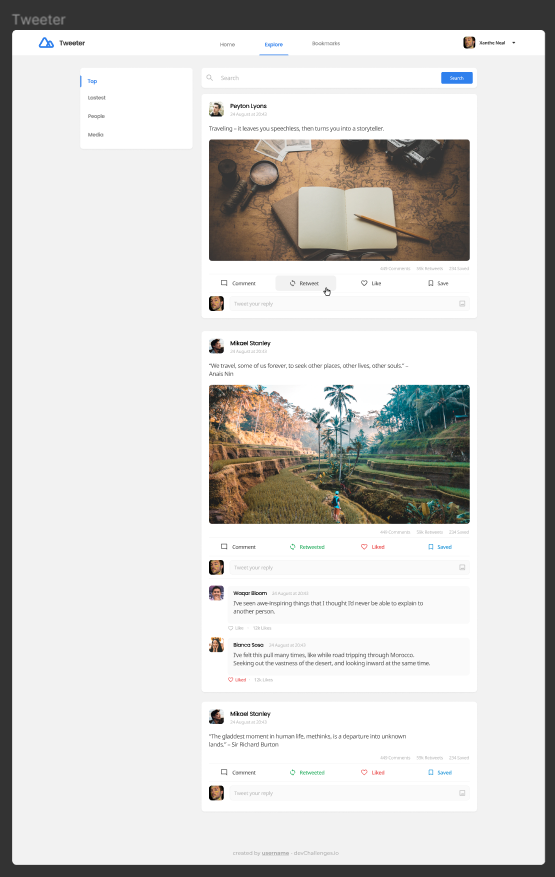 Tweeter
Tweeter
Home
Explore
Bookmarks
Xanthe Neal
Top
Lastest
People
Media
Search
Search
Peyton Lyons
24 August at 20:43
Traveling – it leaves you speechless, then turns you into a storyteller.
449 Comments 59k Retweets 234 Saved
Comment
Retweet
Like
Save
Tweet your reply
Mikael Stanley
24 August at 20:43
“We travel, some of us forever, to seek other places, other lives, other souls.” –
Anais Nin
449 Comments 59k Retweets 234 Saved
Comment
Retweeted
Liked
Saved
Tweet your reply
Waqar Bloom 24 August at 20:43
I’ve seen awe-inspiring things that I thought I’d never be able to explain to
another person.
Like · 12k Likes
Bianca Sosa 24 August at 20:43
I’ve felt this pull many times, like while road tripping through Morocco.
Seeking out the vastness of the desert, and looking inward at the same time.
Liked · 12k Likes
Mikael Stanley
24 August at 20:43
“The gladdest moment in human life, methinks, is a departure into unknown
lands.” – Sir Richard Burton
449 Comments 59k Retweets 234 Saved
Comment
Retweeted
Liked
Saved
Tweet your reply
created by username - devChallenges.io